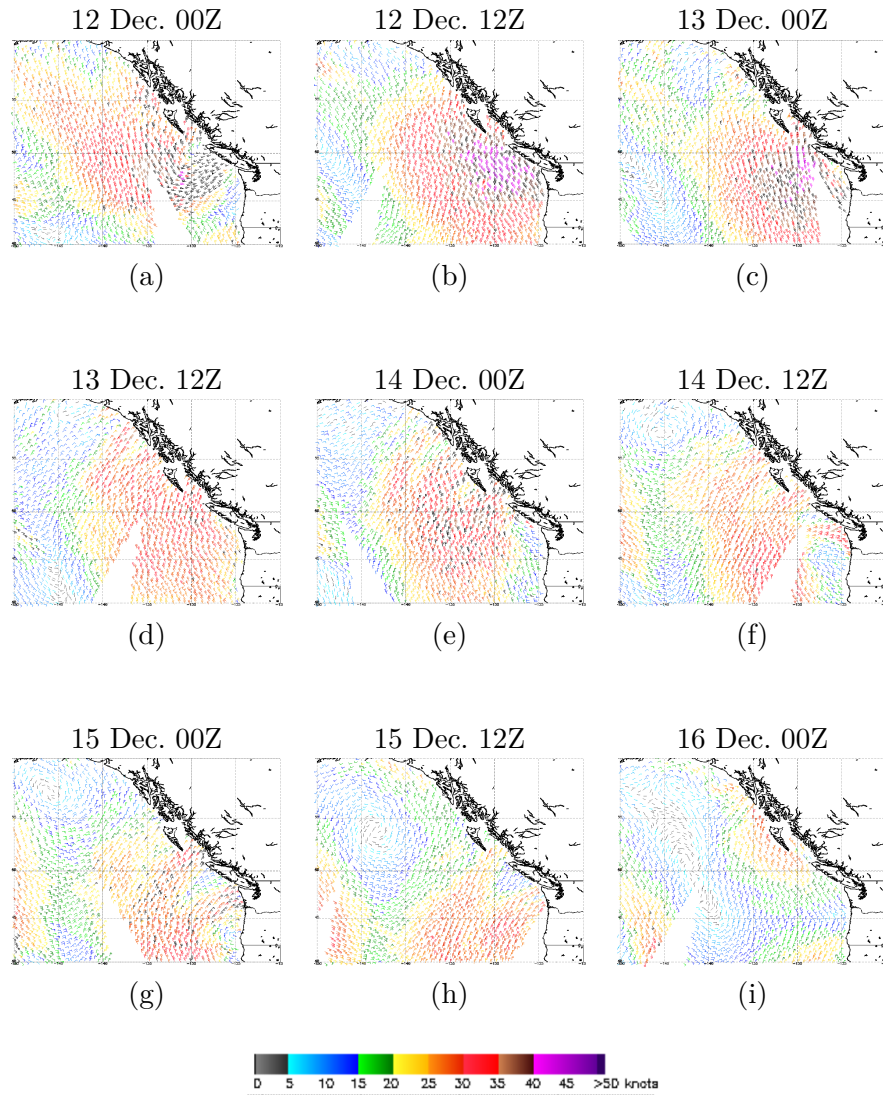 12 Dec. 00Z
12 Dec. 12Z
13 Dec. 00Z
(a)
(b)
(c)
13 Dec. 12Z
14 Dec. 00Z
14 Dec. 12Z
(d)
(e)
(f)
15 Dec. 00Z
15 Dec. 12Z
16 Dec. 00Z
(g)
(h)
(i)
0 5 10 15 20 25 30 35 40 45 >50 knots